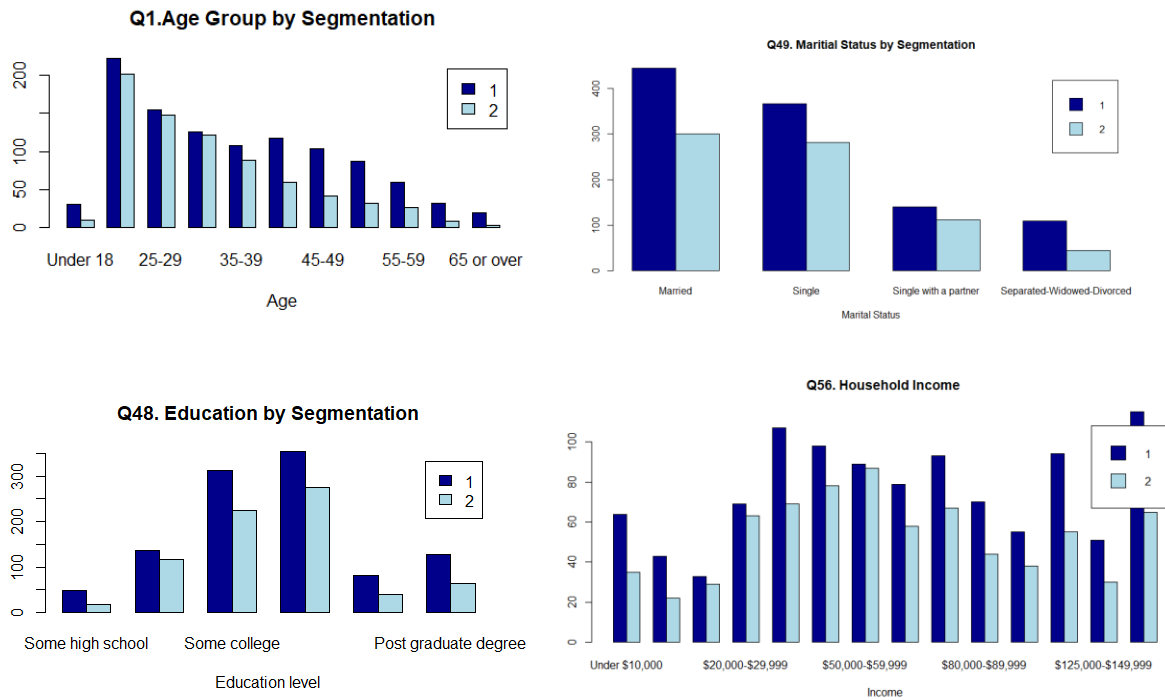 Q1.Age Group by Segmentation
200
100
50
0
1
2
Under 18 25-29 35-39 45-49 55-59 65 or over
Age
Q49. Maritial Status by Segmentation
400
300
200
100
0
1
2
Married Single Single with a partner Separated-Widowed-Divorced
Marital Status
Q48. Education by Segmentation
300
200
100
0
1
2
Some high school Some college Post graduate degree
Education level
Q56. Household Income
100
80
60
40
20
0
1
2
Under $10,000 $20,000-$29,999 $50,000-$59,999 $80,000-$89,999 $125,000-$149,999
Income